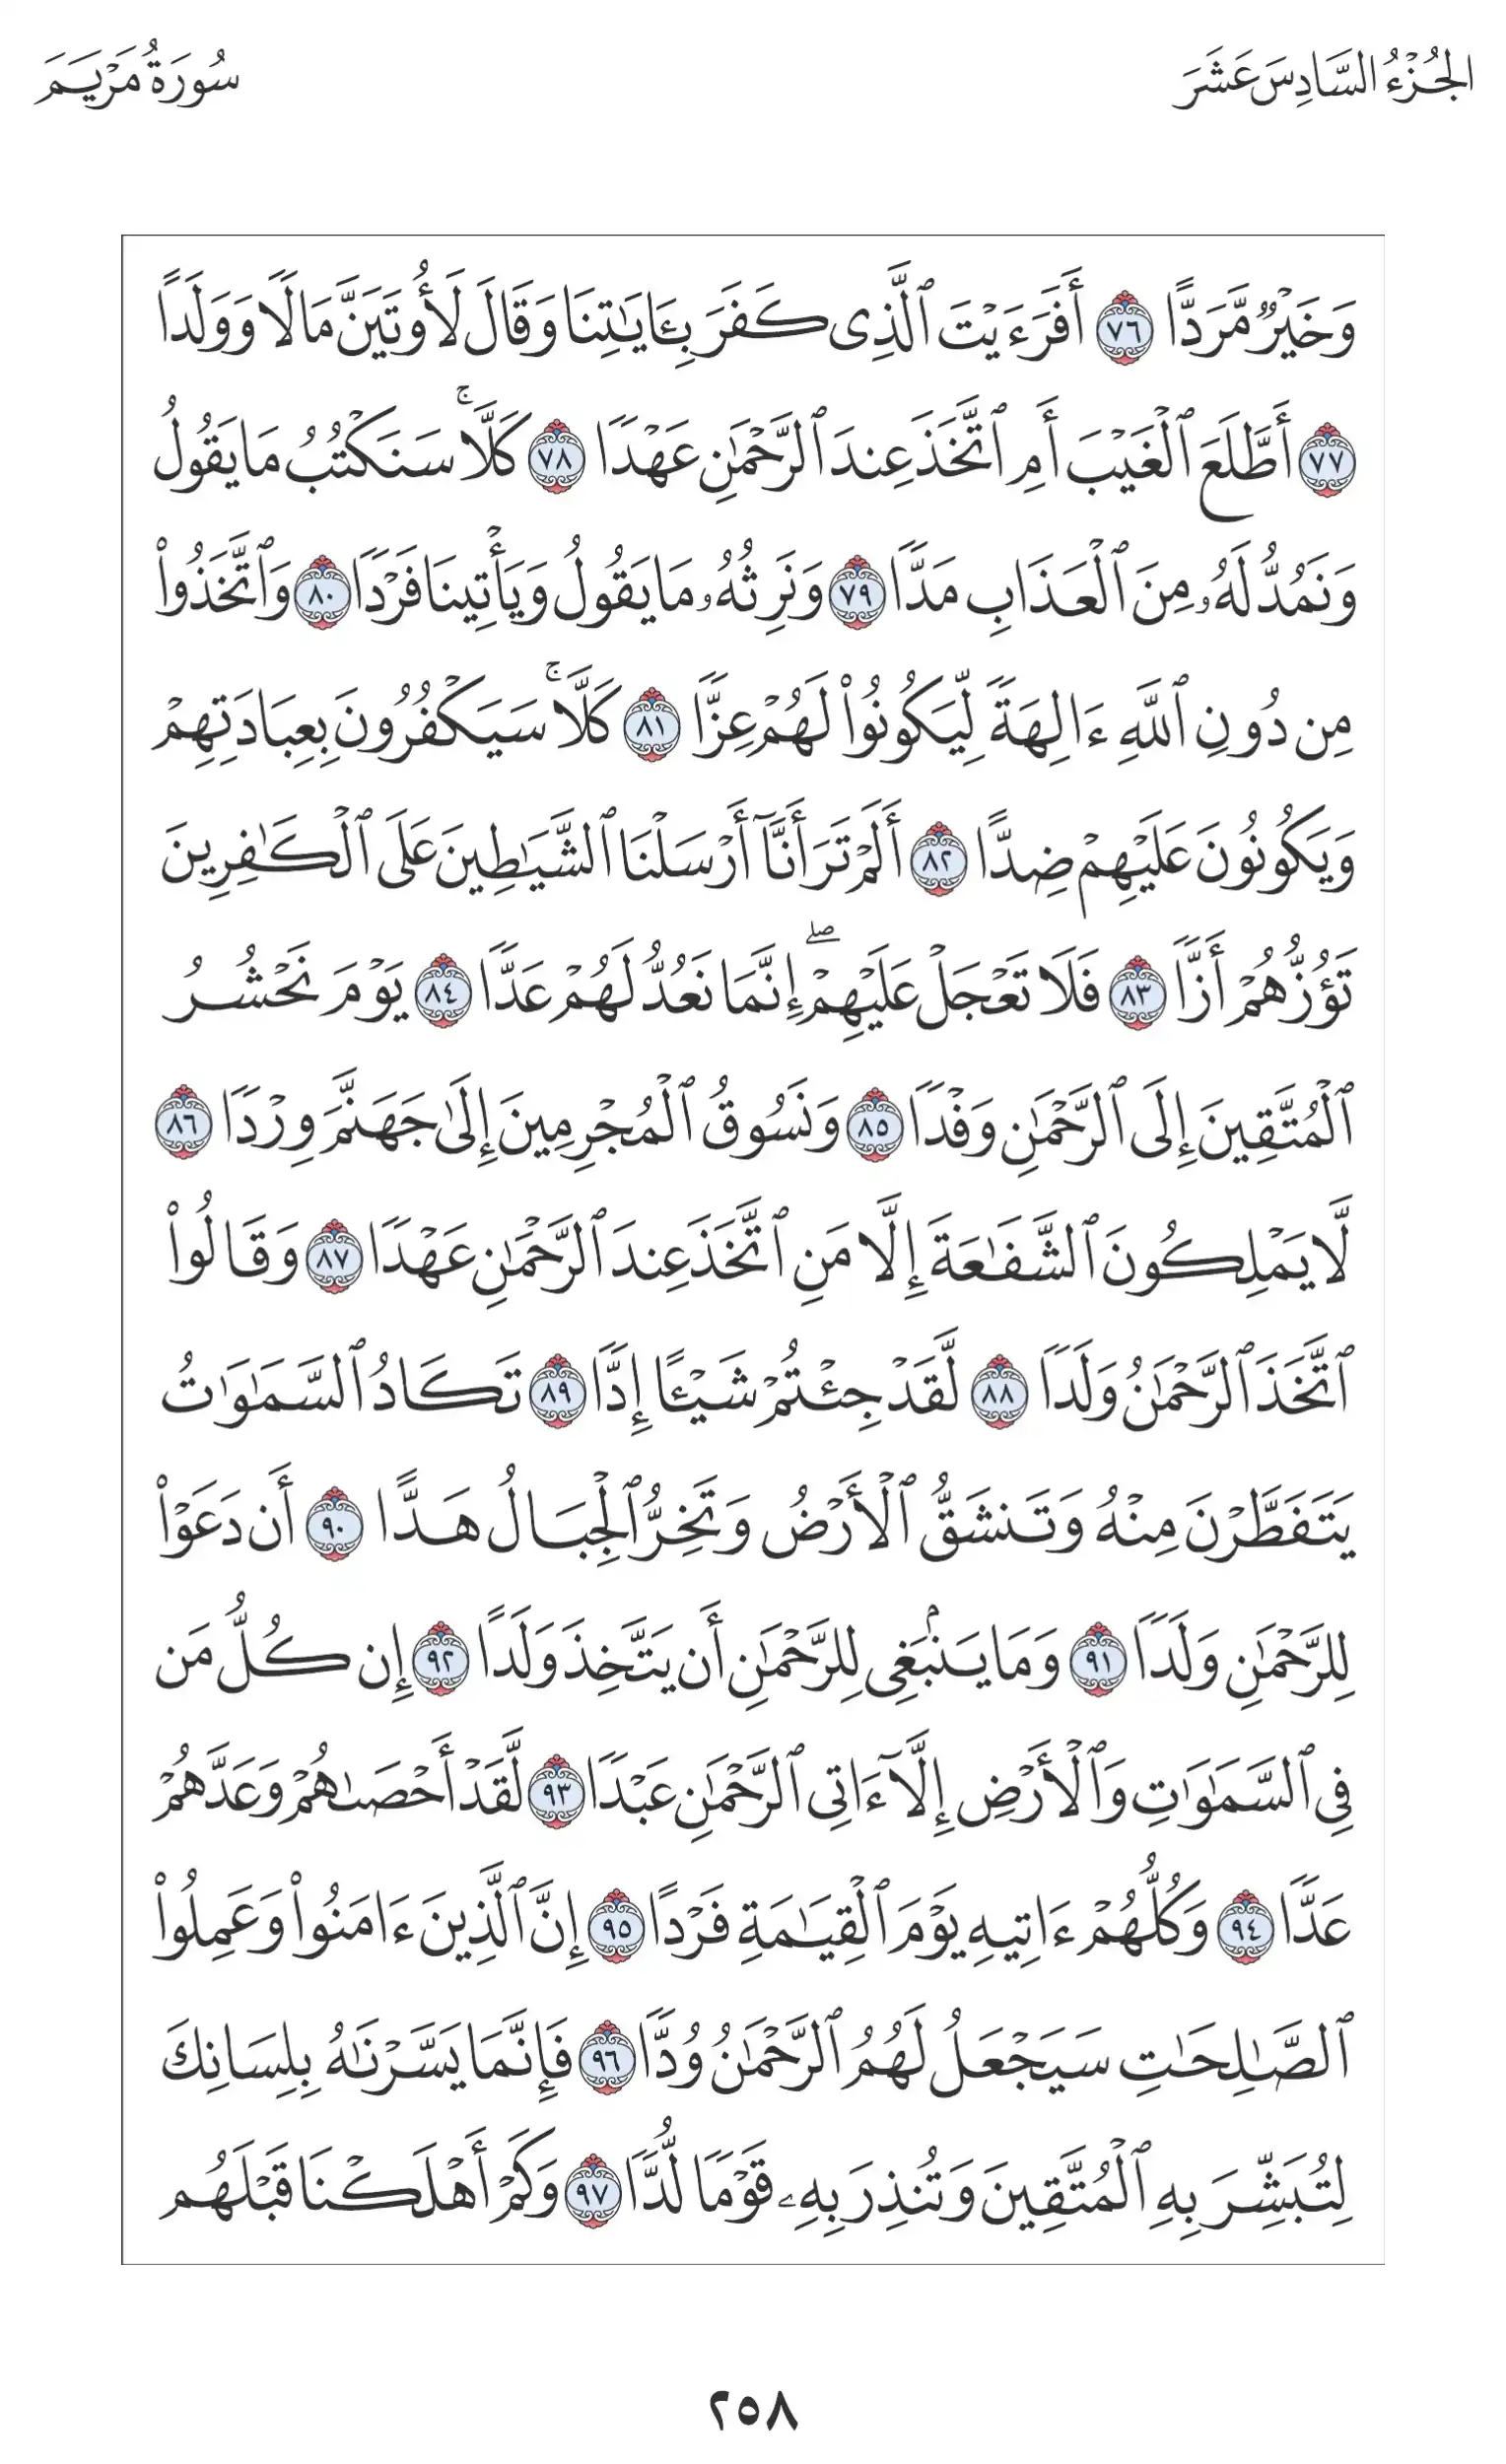 الجُزْءُ السَّادِسَ عَشَرَ
سُورَةُ مَرْيَمَ
وَخَيْرٌ مَّرَدًّا ٧٦ أَفَرَءَيْتَ ٱلَّذِى كَفَرَ بِـَٔايَـٰتِنَا وَقَالَ لَأُوتَيَنَّ مَالًا وَوَلَدًا
٧٧ أَطَّلَعَ ٱلْغَيْبَ أَمِ ٱتَّخَذَ عِندَ ٱلرَّحْمَـٰنِ عَهْدًا ٧٨ كَلَّا ۚ سَنَكْتُبُ مَا يَقُولُ
وَنَمُدُّ لَهُۥ مِنَ ٱلْعَذَابِ مَدًّا ٧٩ وَنَرِثُهُۥ مَا يَقُولُ وَيَأْتِينَا فَرْدًا ٨٠ وَٱتَّخَذُوا۟
مِن دُونِ ٱللَّهِ ءَالِهَةً لِّيَكُونُوا۟ لَهُمْ عِزًّا ٨١ كَلَّا ۚ سَيَكْفُرُونَ بِعِبَادَتِهِمْ
وَيَكُونُونَ عَلَيْهِمْ ضِدًّا ٨٢ أَلَمْ تَرَ أَنَّآ أَرْسَلْنَا ٱلشَّيَـٰطِينَ عَلَى ٱلْكَـٰفِرِينَ
تَؤُزُّهُمْ أَزًّا ٨٣ فَلَا تَعْجَلْ عَلَيْهِمْ ۖ إِنَّمَا نَعُدُّ لَهُمْ عَدًّا ٨٤ يَوْمَ نَحْشُرُ
ٱلْمُتَّقِينَ إِلَى ٱلرَّحْمَـٰنِ وَفْدًا ٨٥ وَنَسُوقُ ٱلْمُجْرِمِينَ إِلَىٰ جَهَنَّمَ وِرْدًا ٨٦
لَّا يَمْلِكُونَ ٱلشَّفَـٰعَةَ إِلَّا مَنِ ٱتَّخَذَ عِندَ ٱلرَّحْمَـٰنِ عَهْدًا ٨٧ وَقَالُوا۟
ٱتَّخَذَ ٱلرَّحْمَـٰنُ وَلَدًا ٨٨ لَّقَدْ جِئْتُمْ شَيْـًٔا إِدًّا ٨٩ تَكَادُ ٱلسَّمَـٰوَٰتُ
يَتَفَطَّرْنَ مِنْهُ وَتَنشَقُّ ٱلْأَرْضُ وَتَخِرُّ ٱلْجِبَالُ هَدًّا ٩٠ أَن دَعَوْا۟
لِلرَّحْمَـٰنِ وَلَدًا ٩١ وَمَا يَنۢبَغِى لِلرَّحْمَـٰنِ أَن يَتَّخِذَ وَلَدًا ٩٢ إِن كُلُّ مَن
فِى ٱلسَّمَـٰوَٰتِ وَٱلْأَرْضِ إِلَّآ ءَاتِى ٱلرَّحْمَـٰنِ عَبْدًا ٩٣ لَّقَدْ أَحْصَىٰهُمْ وَعَدَّهُمْ
عَدًّا ٩٤ وَكُلُّهُمْ ءَاتِيهِ يَوْمَ ٱلْقِيَـٰمَةِ فَرْدًا ٩٥ إِنَّ ٱلَّذِينَ ءَامَنُوا۟ وَعَمِلُوا۟
ٱلصَّـٰلِحَـٰتِ سَيَجْعَلُ لَهُمُ ٱلرَّحْمَـٰنُ وُدًّا ٩٦ فَإِنَّمَا يَسَّرْنَـٰهُ بِلِسَانِكَ
لِتُبَشِّرَ بِهِ ٱلْمُتَّقِينَ وَتُنذِرَ بِهِۦ قَوْمًا لُّدًّا ٩٧ وَكَمْ أَهْلَكْنَا قَبْلَهُم
٢٥٨